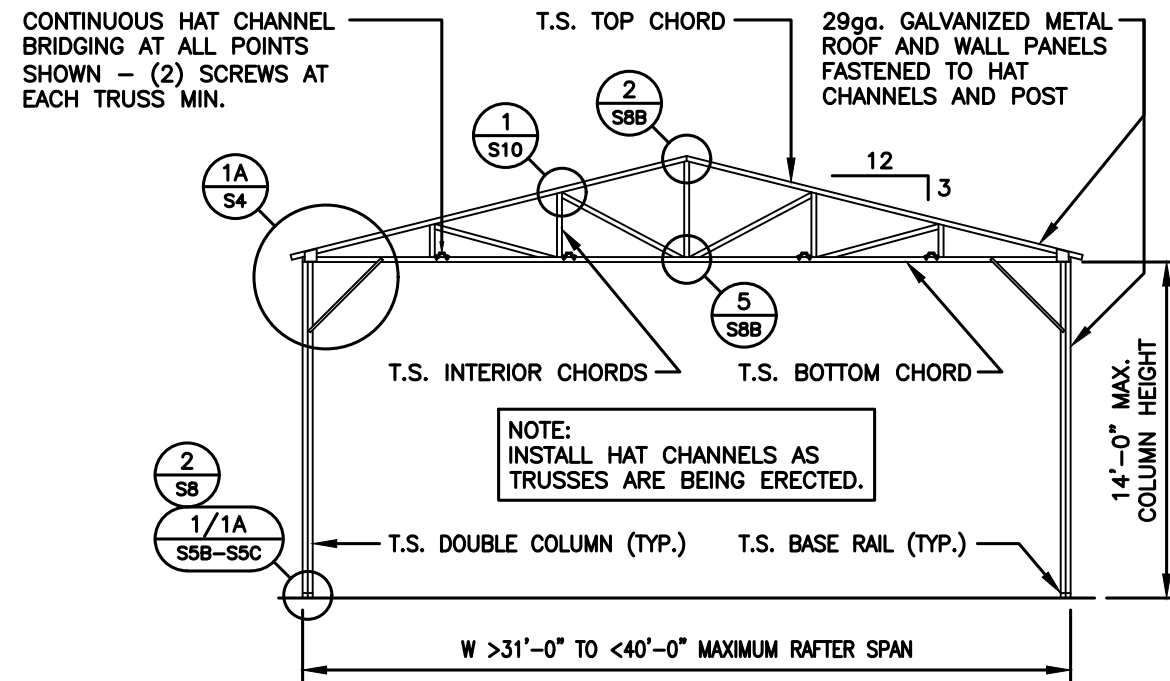 CONTINUOUS HAT CHANNEL
BRIDGING AT ALL POINTS
SHOWN – (2) SCREWS AT
EACH TRUSS MIN.
T.S. TOP CHORD
29ga. GALVANIZED METAL
ROOF AND WALL PANELS
FASTENED TO HAT
CHANNELS AND POST
2
S8B
1
S10
1A
S4
12
3
5
S8B
T.S. INTERIOR CHORDS
T.S. BOTTOM CHORD
NOTE:
INSTALL HAT CHANNELS AS
TRUSSES ARE BEING ERECTED.
14'-0" MAX.
COLUMN HEIGHT
2
S8
1/1A
S5B-S5C
T.S. DOUBLE COLUMN (TYP.)
T.S. BASE RAIL (TYP.)
W >31'-0" TO <40'-0" MAXIMUM RAFTER SPAN